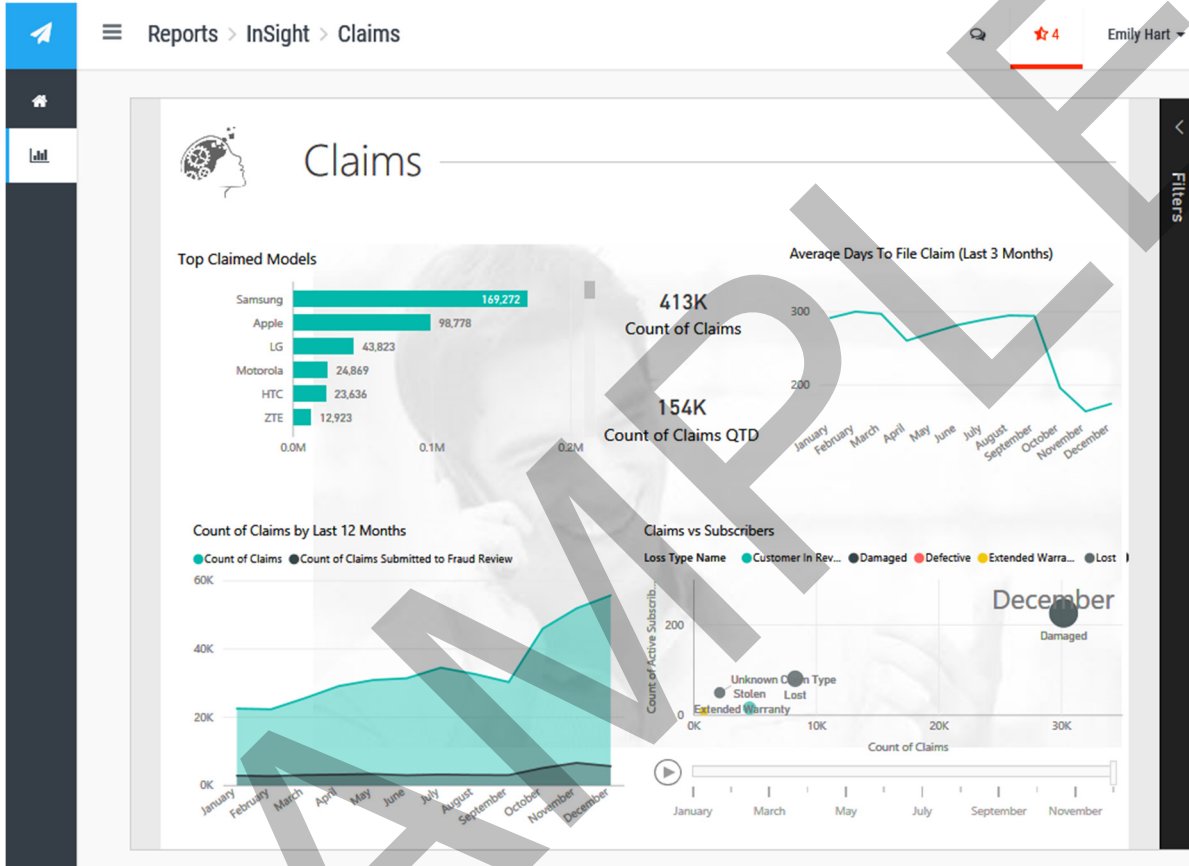 Reports > InSight > Claims
4
Emily Hart
Filters
Claims
Top Claimed Models
Samsung 169,272
Apple 98,778
LG 43,823
Motorola 24,869
HTC 23,636
ZTE 12,923
0.0M 0.1M 0.2M
413K
Count of Claims
154K
Count of Claims QTD
Average Days To File Claim (Last 3 Months)
300
200
January February March April May June July August September October November December
Count of Claims by Last 12 Months
Count of Claims Count of Claims Submitted to Fraud Review
60K
40K
20K
0K
January February March April May June July August September October November December
Claims vs Subscribers
Loss Type Name Customer In Rev... Damaged Defective Extended Warra... Lost
Count of Active Subscrib...
200
0
December
Damaged
Unknown Type
Stolen Lost
Extended Warranty
0K 10K 20K 30K
Count of Claims
January March May July September November
AMPLE